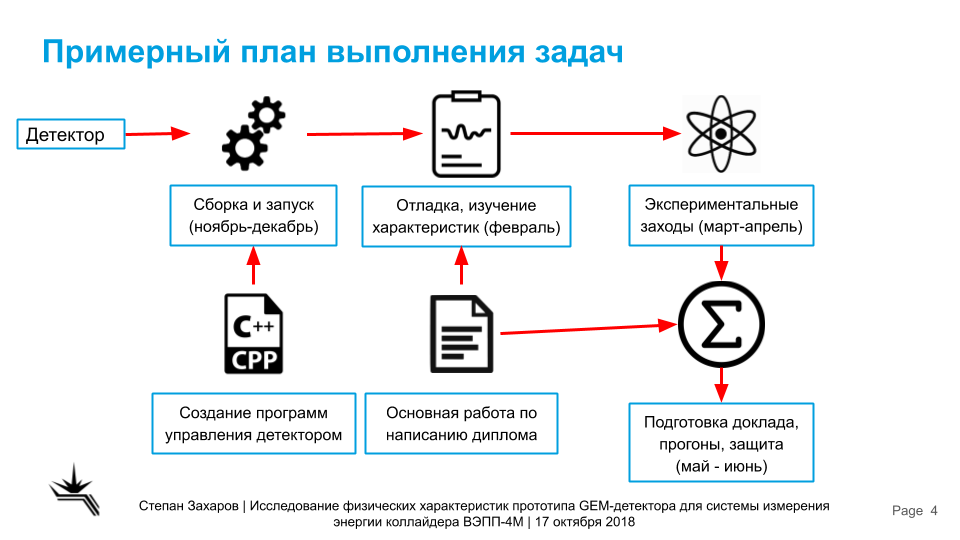 Примерный план выполнения задач
Детектор
Сборка и запуск
(ноябрь-декабрь)
Отладка, изучение
характеристик (февраль)
Экспериментальные
заходы (март-апрель)
C++
CPP
Σ
Создание программ
управления детектором
Основная работа по
написанию диплома
Подготовка доклада,
прогоны, защита
(май - июнь)
Степан Захаров | Исследование физических характеристик прототипа GEM-детектора для системы измерения
энергии коллайдера ВЭПП-4М | 17 октября 2018
Page 4